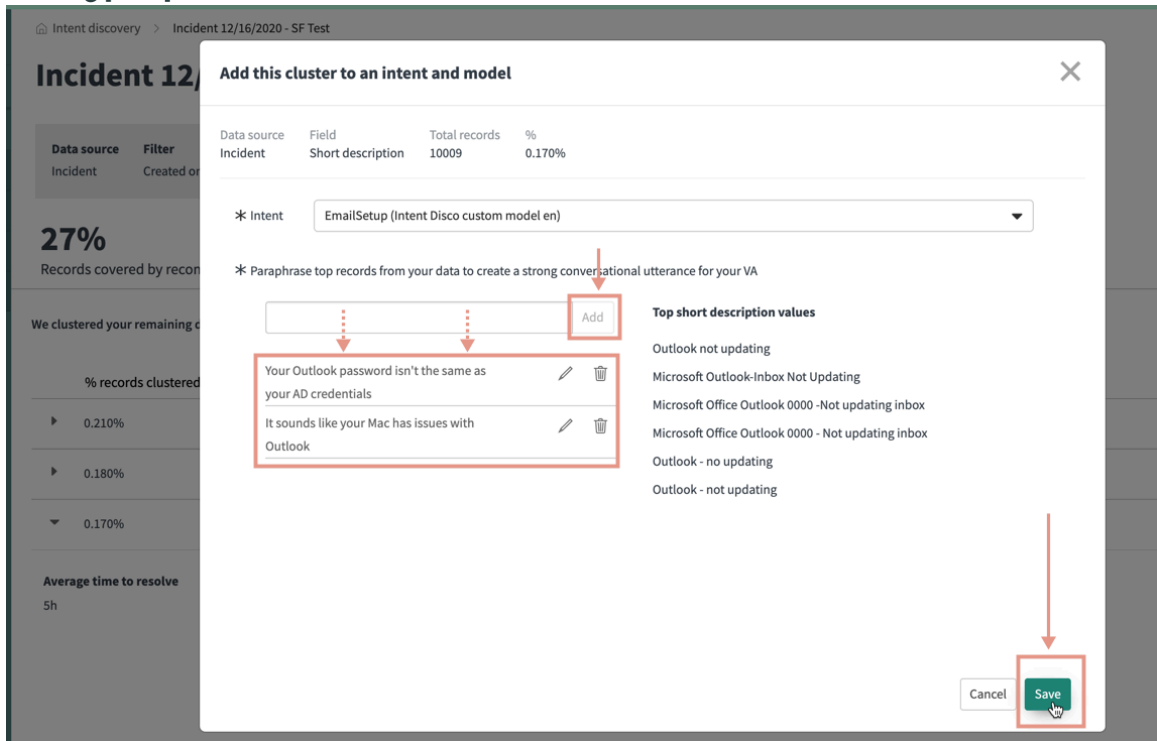 Intent discovery > Incident 12/16/2020 - SF Test
Incident 12/
Data source Filter
Incident Created on
27%
Records covered by recon
We clustered your remaining d
% records clustered
0.210%
0.180%
0.170%
Average time to resolve
5h
Add this cluster to an intent and model
Data source Field Total records %
Incident Short description 10009 0.170%
* Intent EmailSetup (Intent Disco custom model en)
* Paraphrase top records from your data to create a strong conversational utterance for your VA
Add
Your Outlook password isn't the same as
your AD credentials
It sounds like your Mac has issues with
Outlook
Top short description values
Outlook not updating
Microsoft Outlook-Inbox Not Updating
Microsoft Office Outlook 0000 -Not updating inbox
Microsoft Office Outlook 0000 - Not updating inbox
Outlook - no updating
Outlook - not updating
Cancel Save